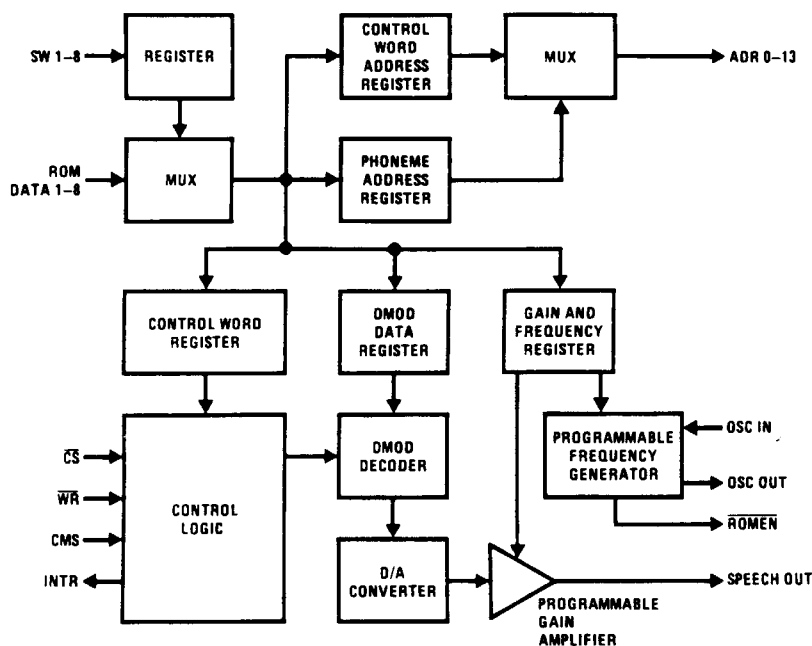 SW 1–8
REGISTER
CONTROL
WORD
ADDRESS
REGISTER
MUX
ADR 0–13
ROM
DATA 1–8
MUX
PHONEME
ADDRESS
REGISTER
CONTROL WORD
REGISTER
DMOD
DATA
REGISTER
GAIN AND
FREQUENCY
REGISTER
CS
WR
CMS
INTR
CONTROL
LOGIC
DMOD
DECODER
PROGRAMMABLE
FREQUENCY
GENERATOR
OSC IN
OSC OUT
ROMEN
D/A
CONVERTER
SPEECH OUT
PROGRAMMABLE
GAIN
AMPLIFIER